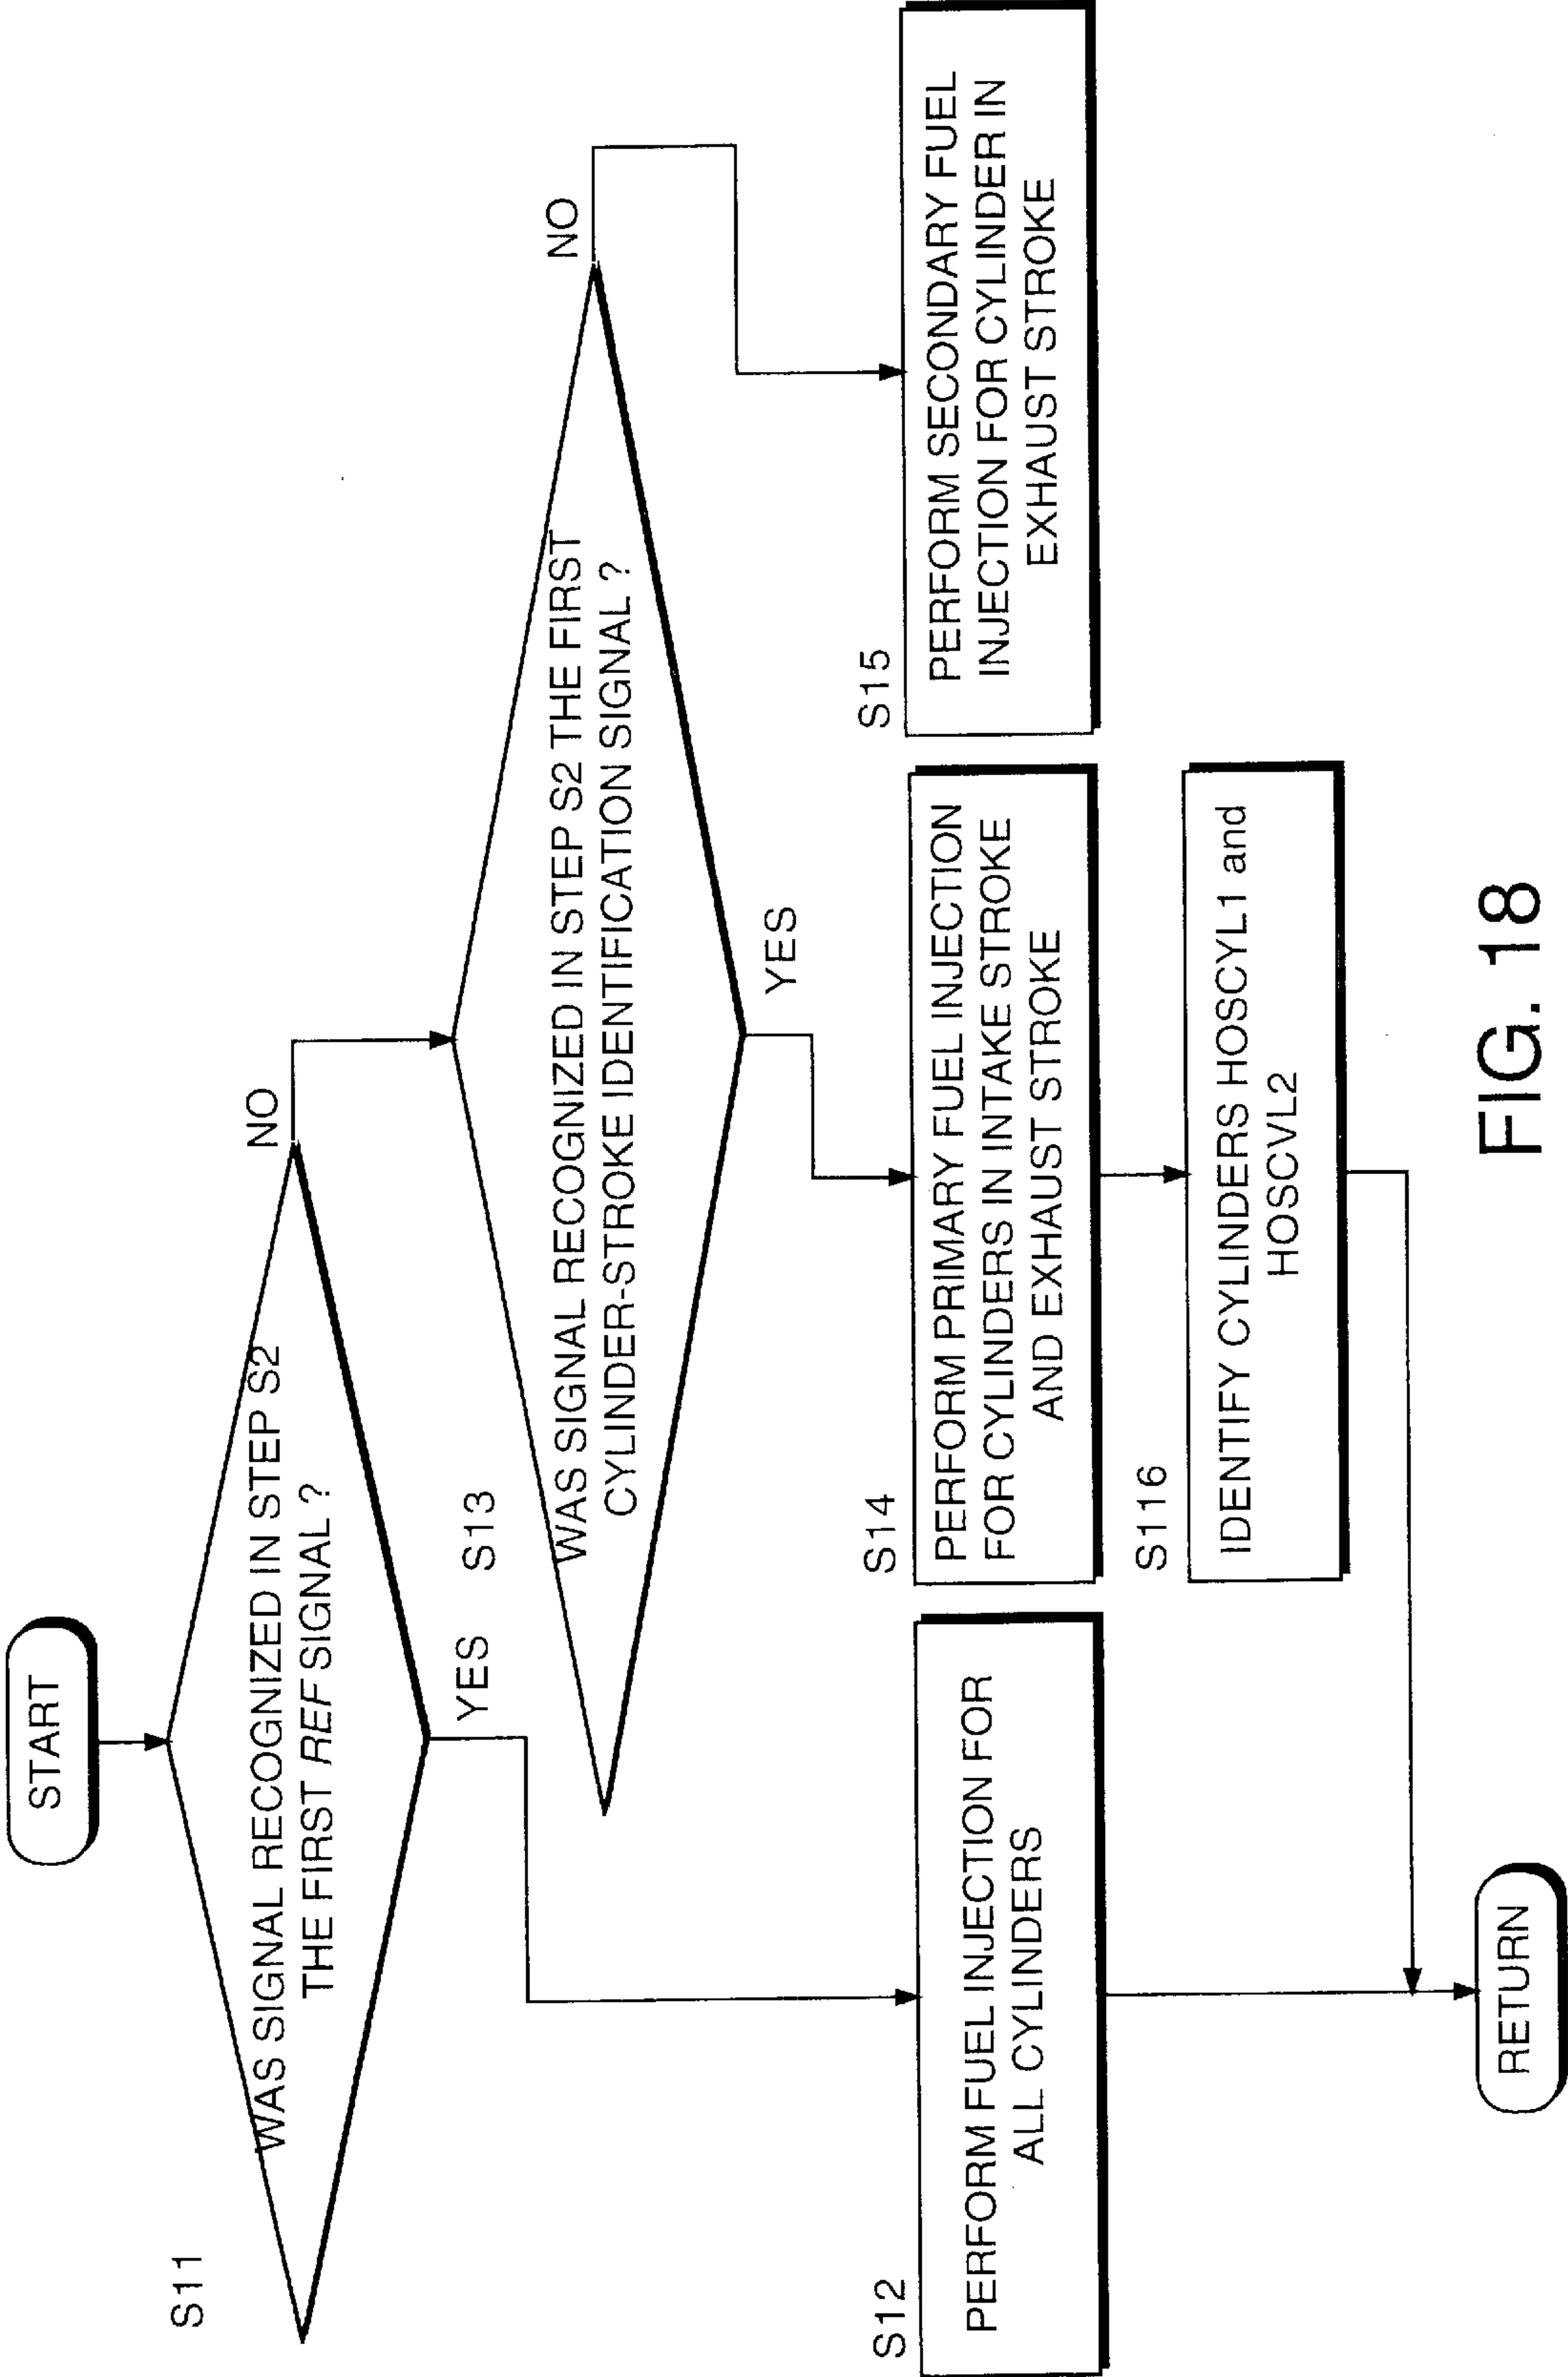 START
S11
WAS SIGNAL RECOGNIZED IN STEP S2
THE FIRST REF SIGNAL ?
NO
YES
S13
WAS SIGNAL RECOGNIZED IN STEP S2 THE FIRST
CYLINDER-STROKE IDENTIFICATION SIGNAL ?
NO
YES
S12
PERFORM FUEL INJECTION FOR
ALL CYLINDERS
S14
PERFORM PRIMARY FUEL INJECTION
FOR CYLINDERS IN INTAKE STROKE
AND EXHAUST STROKE
S15
PERFORM SECONDARY FUEL
INJECTION FOR CYLINDER IN
EXHAUST STROKE
S116
IDENTIFY CYLINDERS HOSCYL1 and
HOSCVL2
RETURN
FIG. 18